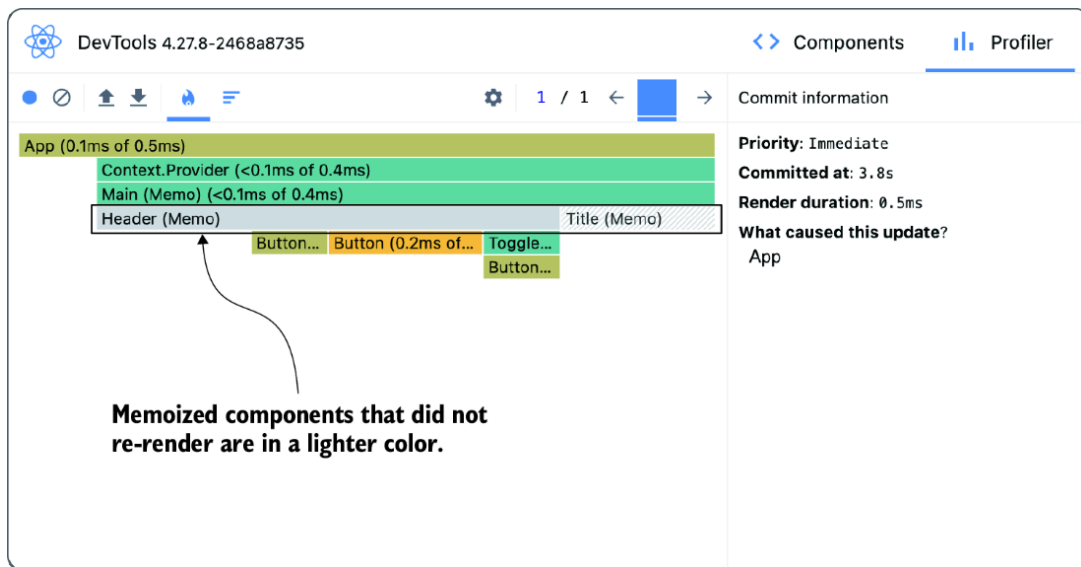 DevTools 4.27.8-2468a8735
Components
Profiler
1 / 1
Commit information
App (0.1ms of 0.5ms)
Context.Provider (<0.1ms of 0.4ms)
Main (Memo) (<0.1ms of 0.4ms)
Header (Memo) Title (Memo)
Button... Button (0.2ms of... Toggle...
Button...
Priority: Immediate
Committed at: 3.8s
Render duration: 0.5ms
What caused this update?
App
Memoized components that did not
re-render are in a lighter color.